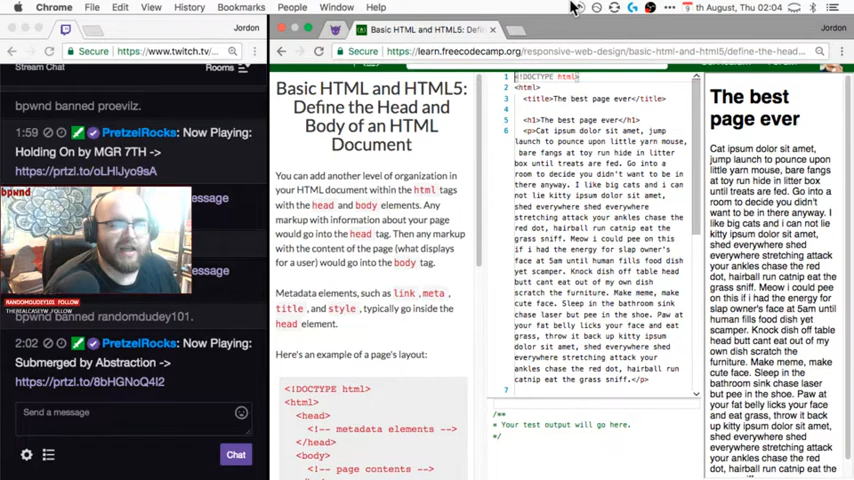 Chrome File Edit View History Bookmarks People Window Help
th August, Thu 02:04
Jordon
Basic HTML and HTML5: Defi
Jordon
Secure https://www.twitch.tv/
Secure https://learn.freecodecamp.org/responsive-web-design/basic-html-and-html5/define-the-head...
Stream Chat
Rooms
bpwnd banned proevilz.
1:59 PretzelRocks: Now Playing:
Holding On by MGR 7TH ->
https://prtzl.to/oLHlJyo9sA
bpwnd
RANDOMDUDEY101_FOLLOW
THEREALCASEYW_FOLLOW
bpwnd banned randomdudey101.
2:02 PretzelRocks: Now Playing:
Submerged by Abstraction ->
https://prtzl.to/8bHGNoQ4I2
Send a message
Chat
Basic HTML and HTML5:
Define the Head and
Body of an HTML
Document
You can add another level of organization in
your HTML document within the html tags
with the head and body elements. Any
markup with information about your page
would go into the head tag. Then any markup
with the content of the page (what displays
for a user) would go into the body tag.
Metadata elements, such as link, meta,
title, and style, typically go inside the
head element.
Here's an example of a page's layout:
<!DOCTYPE html>
<html>
<head>
<!-- metadata elements -->
</head>
<body>
<!-- page contents -->
1 <!DOCTYPE html>
2 <html>
3 <title>The best page ever</title>
4
5 <h1>The best page ever</h1>
6 <p>Cat ipsum dolor sit amet, jump
launch to pounce upon little yarn mouse,
bare fangs at toy run hide in litter
box until treats are fed. Go into a
room to decide you didn't want to be in
there anyway. I like big cats and i can
not lie kitty ipsum dolor sit amet,
shed everywhere shed everywhere
stretching attack your ankles chase the
red dot, hairball run catnip eat the
grass sniff. Meow i could pee on this
if i had the energy for slap owner's
face at 5am until human fills food dish
yet scamper. Knock dish off table head
butt cant eat out of my own dish
scratch the furniture. Make meme, make
cute face. Sleep in the bathroom sink
chase laser but pee in the shoe. Paw at
your fat belly licks your face and eat
grass, throw it back up kitty ipsum
dolor sit amet, shed everywhere shed
everywhere stretching attack your
ankles chase the red dot, hairball run
catnip eat the grass sniff.</p>
7
/**
* Your test output will go here.
*/
The best
page ever
Cat ipsum dolor sit amet,
jump launch to pounce upon
little yarn mouse, bare fangs
at toy run hide in litter box
until treats are fed. Go into a
room to decide you didn't
want to be in there anyway. I
like big cats and i can not lie
kitty ipsum dolor sit amet,
shed everywhere shed
everywhere stretching attack
your ankles chase the red
dot, hairball run catnip eat
the grass sniff. Meow i could
pee on this if i had the energy
for slap owner's face at 5am
until human fills food dish yet
scamper. Knock dish off table
head butt cant eat out of my
own dish scratch the
furniture. Make meme, make
cute face. Sleep in the
bathroom sink chase laser
but pee in the shoe. Paw at
your fat belly licks your face
and eat grass, throw it back
up kitty ipsum dolor sit amet,
shed everywhere shed
everywhere stretching attack
your ankles chase the red
dot, hairball run catnip eat